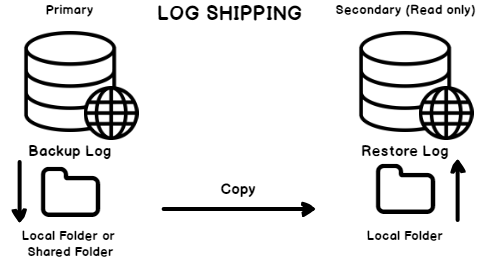 Primary
LOG SHIPPING
Secondary (Read only)
Backup Log
Restore Log
Copy
Local Folder or
Shared Folder
Local Folder